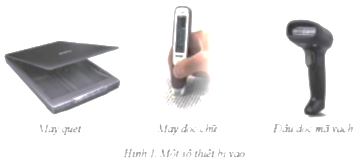 Máy quét Máy đọc chữ Đầu đọc mã vạch
Hình 1. Một số thiết bị vào